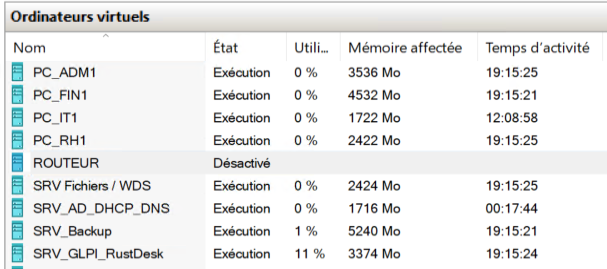 Ordinateurs virtuels
Nom État Utili... Mémoire affectée Temps d'activité
PC_ADM1 Exécution 0 % 3536 Mo 19:15:25
PC_FIN1 Exécution 0 % 4532 Mo 19:15:21
PC_IT1 Exécution 0 % 1722 Mo 12:08:58
PC_RH1 Exécution 0 % 2422 Mo 19:15:25
ROUTEUR Désactivé
SRV Fichiers / WDS Exécution 0 % 2424 Mo 19:15:25
SRV_AD_DHCP_DNS Exécution 0 % 1716 Mo 00:17:44
SRV_Backup Exécution 1 % 5240 Mo 19:15:21
SRV_GLPI_RustDesk Exécution 11 % 3374 Mo 19:15:24